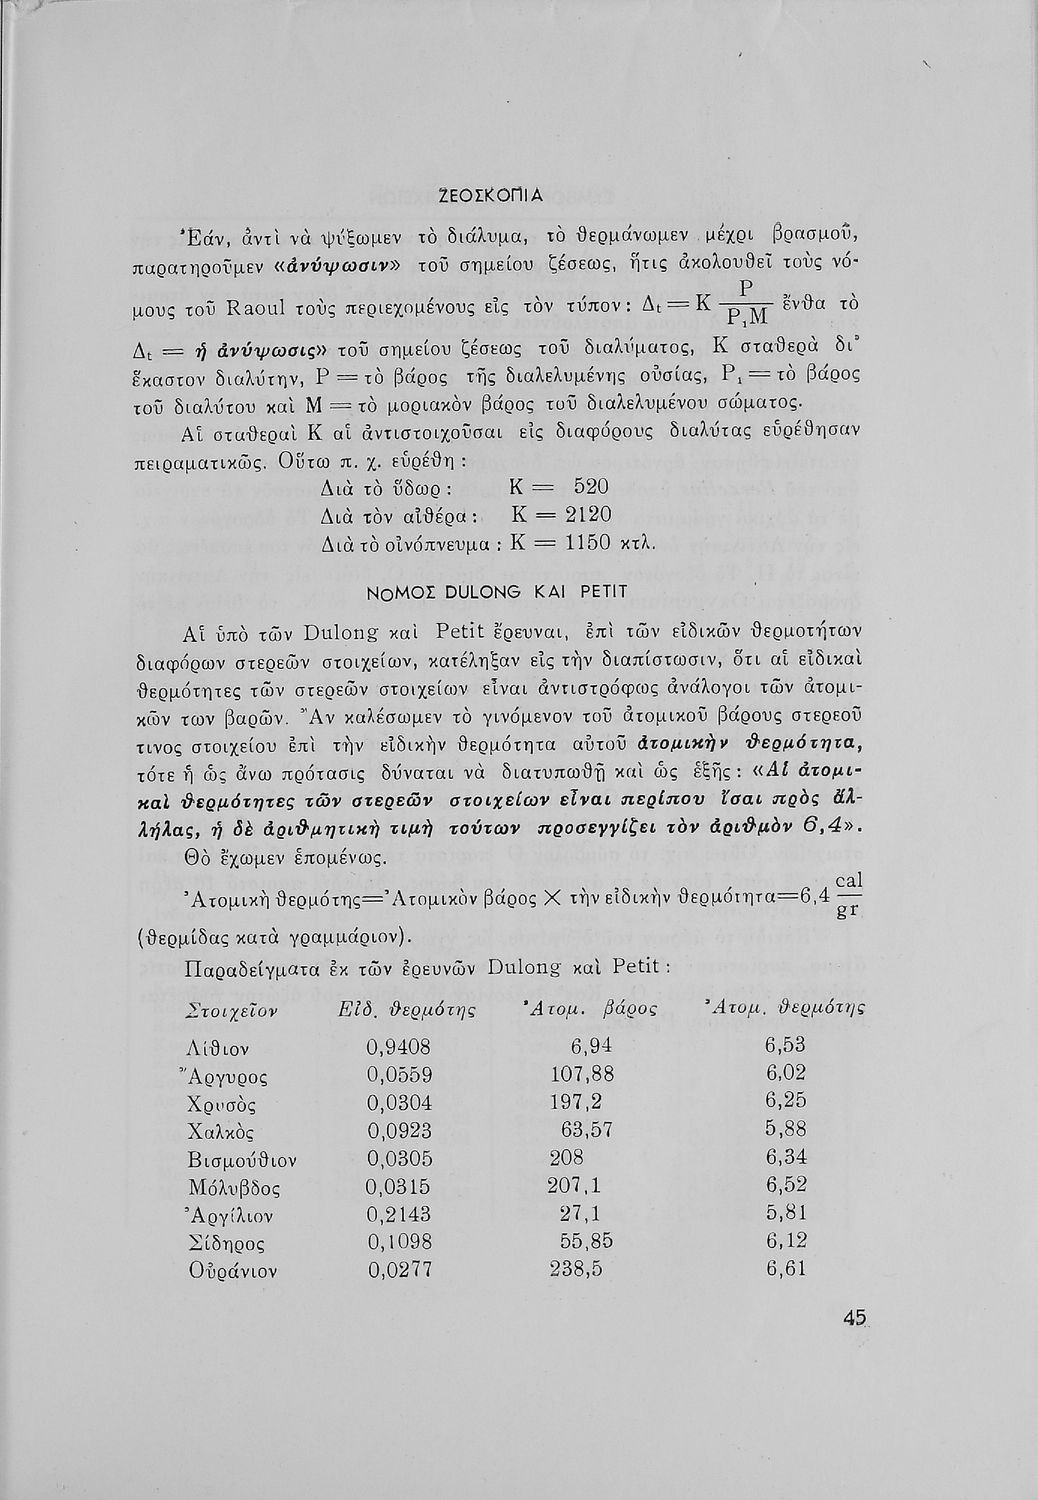 ΖΕΟΣΚΟΠΙΑ
Ἐάν, ἀντὶ νὰ ψύξωμεν τὸ διάλυμα, τὸ θερμάνωμεν μέχρι βρασμοῦ,
παρατηροῦμεν «ἀνύψωσιν» τοῦ σημείου ζέσεως, ἥτις ἀκολουθεῖ τοὺς νό-
μους τοῦ Raoul τοὺς περιεχομένους εἰς τὸν τύπον: Δt = K P/P₁M ἔνθα τὸ
Δt = ἡ ἀνύψωσις» τοῦ σημείου ζέσεως τοῦ διαλύματος, K σταθερὰ δι'
ἕκαστον διαλύτην, P = τὸ βάρος τῆς διαλελυμένης οὐσίας, P₁ = τὸ βάρος
τοῦ διαλύτου καὶ M = τὸ μοριακὸν βάρος τοῦ διαλελυμένου σώματος.
Αἱ σταθεραὶ K αἱ ἀντιστοιχοῦσαι εἰς διαφόρους διαλύτας εὑρέθησαν
πειραματικῶς. Οὕτω π. χ. εὑρέθη :
Διὰ τὸ ὕδωρ : K = 520
Διὰ τὸν αἰθέρα : K = 2120
Διὰ τὸ οἰνόπνευμα : K = 1150 κτλ.
ΝΟΜΟΣ DULONG ΚΑΙ PETIT
Αἱ ὑπὸ τῶν Dulong καὶ Petit ἔρευναι, ἐπὶ τῶν εἰδικῶν θερμοτήτων
διαφόρων στερεῶν στοιχείων, κατέληξαν εἰς τὴν διαπίστωσιν, ὅτι αἱ εἰδικαὶ
θερμότητες τῶν στερεῶν στοιχείων εἶναι ἀντιστρόφως ἀνάλογοι τῶν ἀτομι-
κῶν των βαρῶν. Ἂν καλέσωμεν τὸ γινόμενον τοῦ ἀτομικοῦ βάρους στερεοῦ
τινος στοιχείου ἐπὶ τὴν εἰδικὴν θερμότητα αὐτοῦ ἀτομικὴν θερμότητα,
τότε ἡ ὡς ἄνω πρότασις δύναται νὰ διατυπωθῇ καὶ ὡς ἑξῆς : «Αἱ ἀτομι-
καὶ θερμότητες τῶν στερεῶν στοιχείων εἶναι περίπου ἴσαι πρὸς ἀλ-
λήλας, ἡ δὲ ἀριθμητικὴ τιμὴ τούτων προσεγγίζει τὸν ἀριθμὸν 6,4».
Θὸ ἔχωμεν ἑπομένως.
Ἀτομικὴ θερμότης=Ἀτομικὸν βάρος Χ τὴν εἰδικὴν θερμότητα=6,4 cal/gr
(θερμίδας κατὰ γραμμάριον).
Παραδείγματα ἐκ τῶν ἐρευνῶν Dulong καὶ Petit :
Στοιχεῖον Εἰδ. θερμότης Ἀτομ. βάρος Ἀτομ. θερμότης
Λίθιον 0,9408 6,94 6,53
Ἄργυρος 0,0559 107,88 6,02
Χρυσὸς 0,0304 197,2 6,25
Χαλκὸς 0,0923 63,57 5,88
Βισμούθιον 0,0305 208 6,34
Μόλυβδος 0,0315 207,1 6,52
Ἀργίλιον 0,2143 27,1 5,81
Σίδηρος 0,1098 55,85 6,12
Οὐράνιον 0,0277 238,5 6,61
45